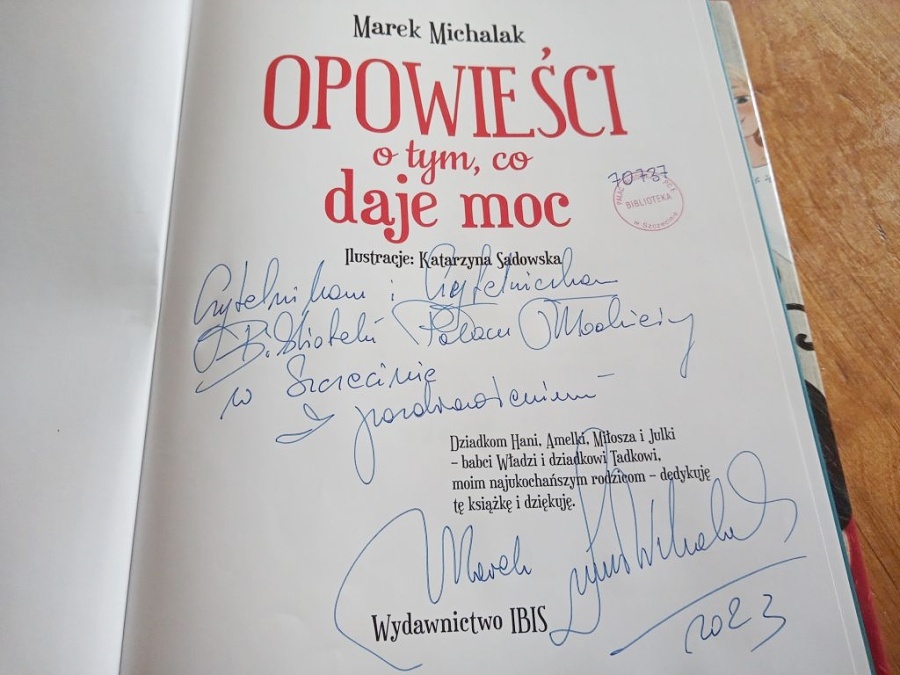 Marek Michalak
OPOWIEŚCI
o tym, co
daje moc
70737
BIBLIOTEKA
w Szczecinie
Ilustracje: Katarzyna Sadowska
Czytelnikom i Czytelniczkom
Biblioteki Pałacu Młodzieży
w Szczecinie
z pozdrowieniami
Dziadkom Hani, Amelki, Miłosza i Julki
– babci Władzi i dziadkowi Tadkowi,
moim najukochańszym rodzicom – dedykuję
tę książkę i dziękuję.
Marek Michalak
Wydawnictwo IBIS
2023